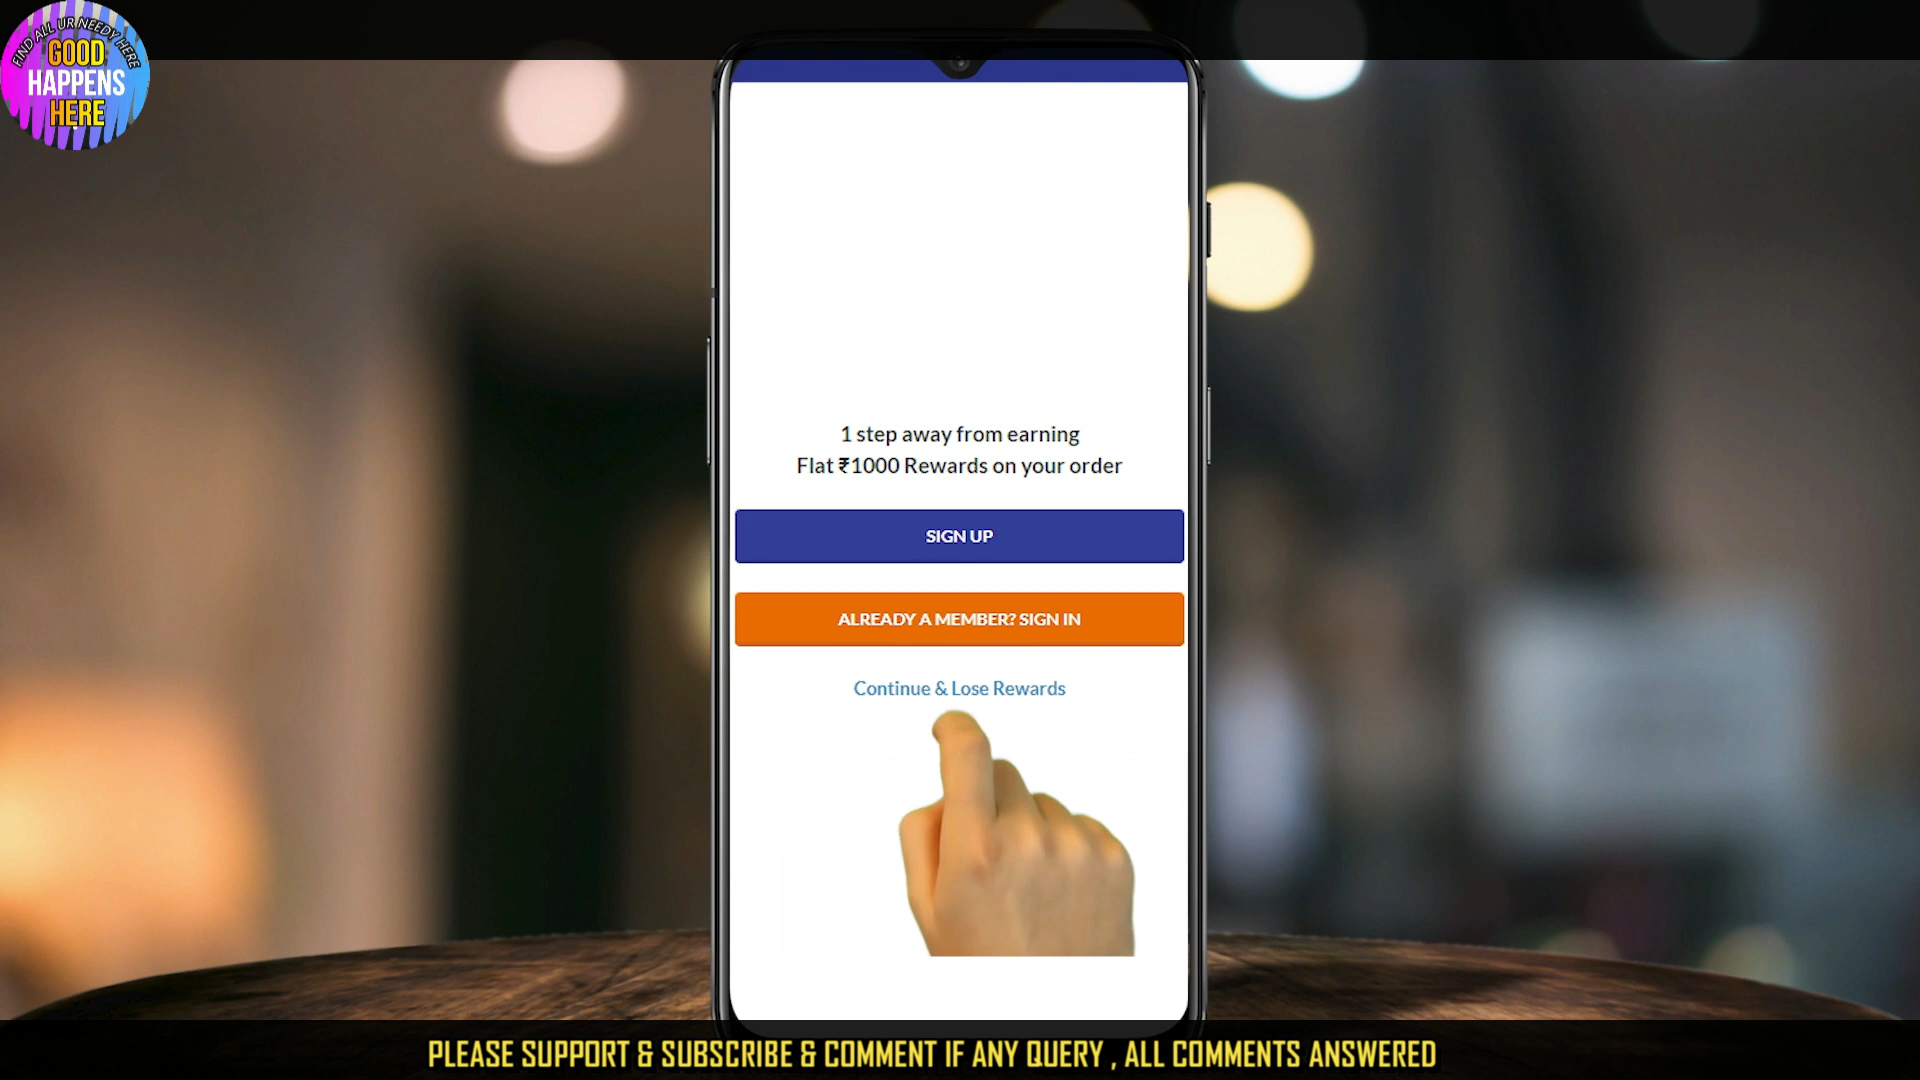 FIND ALL UR NEEDY HERE
GOOD
HAPPENS
HERE
1 step away from earning
Flat ₹1000 Rewards on your order
SIGN UP
ALREADY A MEMBER? SIGN IN
Continue & Lose Rewards
PLEASE SUPPORT & SUBSCRIBE & COMMENT IF ANY QUERY , ALL COMMENTS ANSWERED